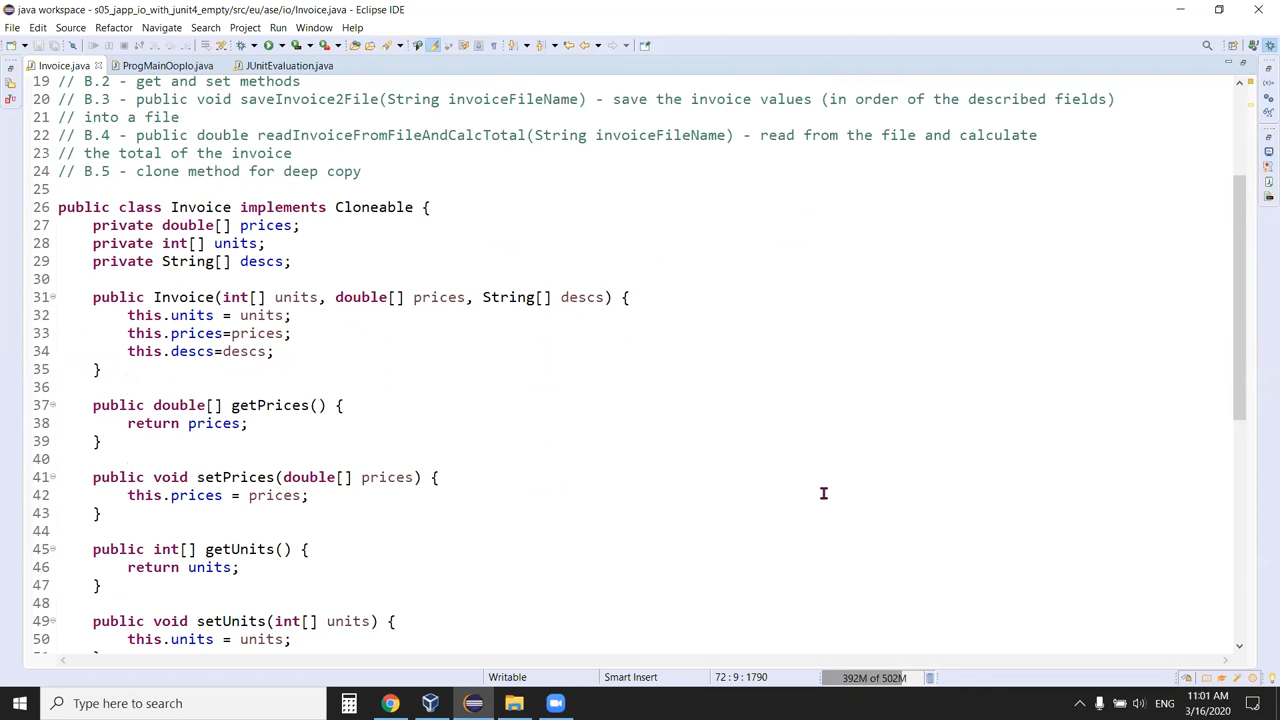 java workspace - s05_japp_io_with_junit4_empty/src/eu/ase/io/Invoice.java - Eclipse IDE
File Edit Source Refactor Navigate Search Project Run Window Help
Invoice.java ProgMainOopIo.java JUnitEvaluation.java
19 // B.2 - get and set methods
20 // B.3 - public void saveInvoice2File(String invoiceFileName) - save the invoice values (in order of the described fields)
21 // into a file
22 // B.4 - public double readInvoiceFromFileAndCalcTotal(String invoiceFileName) - read from the file and calculate
23 // the total of the invoice
24 // B.5 - clone method for deep copy
25
26 public class Invoice implements Cloneable {
27 private double[] prices;
28 private int[] units;
29 private String[] descs;
30
31 public Invoice(int[] units, double[] prices, String[] descs) {
32 this.units = units;
33 this.prices=prices;
34 this.descs=descs;
35 }
36
37 public double[] getPrices() {
38 return prices;
39 }
40
41 public void setPrices(double[] prices) {
42 this.prices = prices;
43 }
44
45 public int[] getUnits() {
46 return units;
47 }
48
49 public void setUnits(int[] units) {
50 this.units = units;
Writable Smart Insert 72 : 9 : 1790 392M of 502M
Type here to search
ENG
11:01 AM
3/16/2020